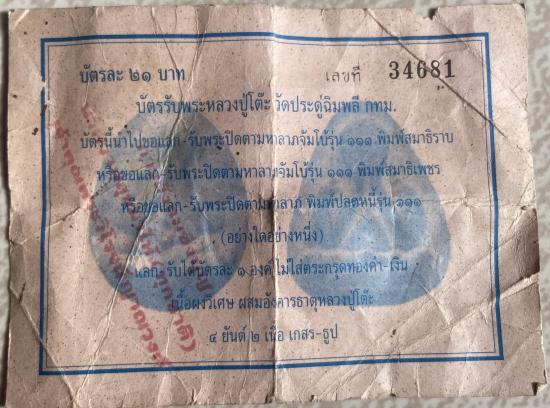 บัตรละ ๒๑ บาท
เลขที่ 34681
บัตรรับพระหลวงปู่โต๊ะ วัดประดู่ฉิมพลี กทม.
บัตรนี้นำไปขอแลก-รับพระปิดตามหาลาภจัมโบ้รุ่น ๑๑๑ พิมพ์สมาธิราบ
หรือขอแลก-รับพระปิดตามหาลาภจัมโบ้รุ่น ๑๑๑ พิมพ์สมาธิเพชร
หรือขอแลก-รับพระปิดตามหาลาภ พิมพ์ปลดหนี้รุ่น ๑๑๑
(อย่างใดอย่างหนึ่ง)
แลก-รับได้บัตรละ ๑ องค์ ไม่ใส่ตระกรุดทองคำ-เงิน
เนื้อผงวิเศษ ผสมอังคารธาตุหลวงปู่โต๊ะ
๔ ยันต์ ๒ เนื้อ เกสร-ธูป